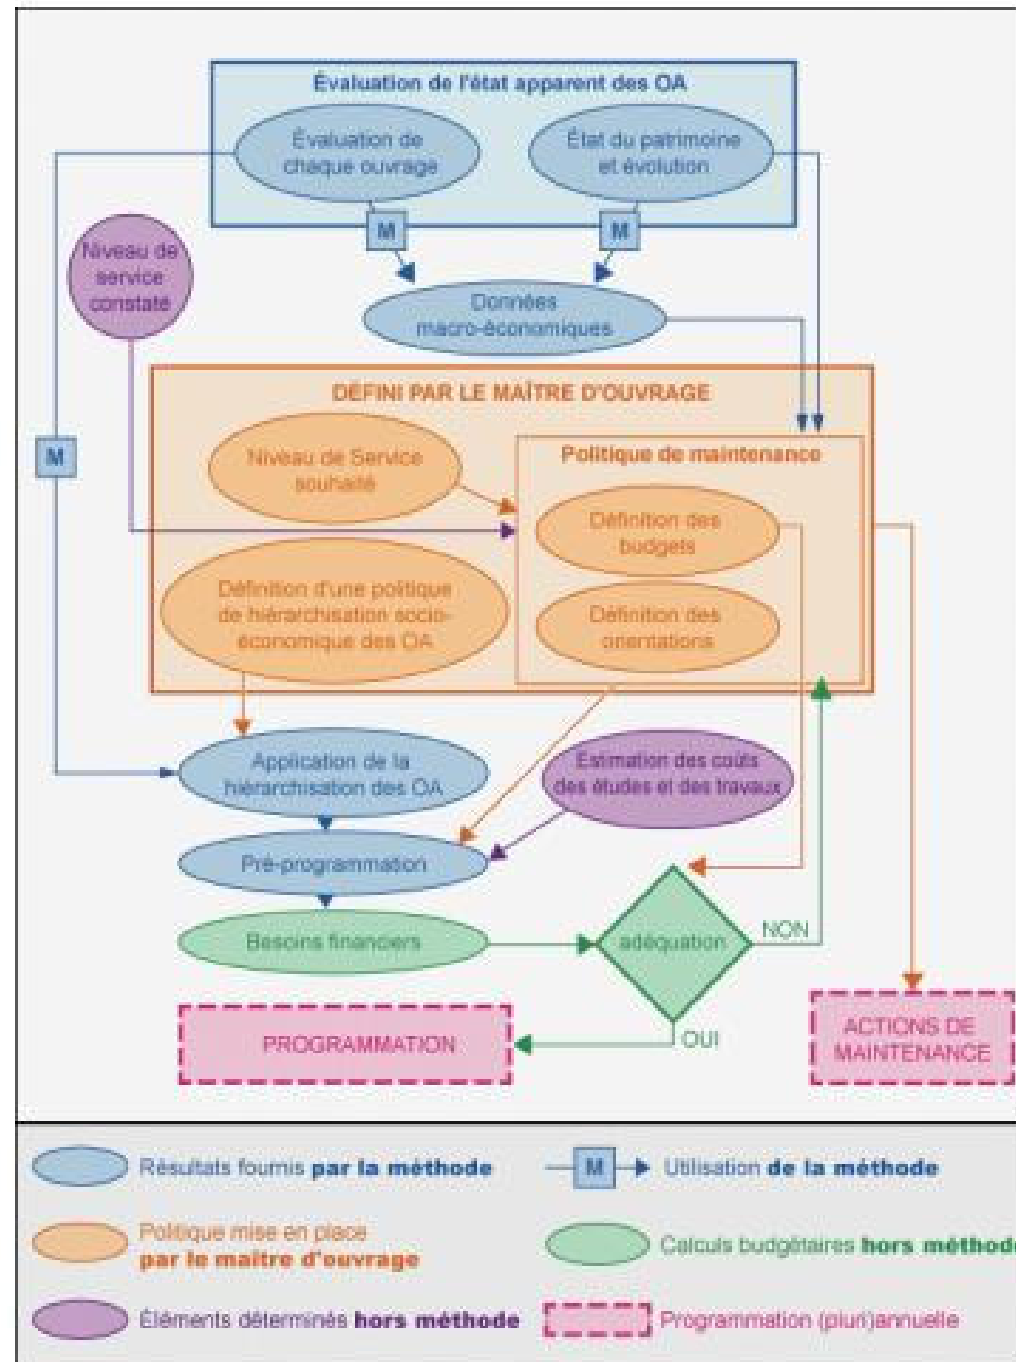 Évaluation de l'état apparent des OA
Évaluation de
chaque ouvrage
État du patrimoine
et évolution
M
M
Niveau de
service
constaté
Données
macro-économiques
DÉFINI PAR LE MAÎTRE D'OUVRAGE
M
Niveau de Service
souhaité
Politique de maintenance
Définition des
budgets
Définition d'une politique
de hiérarchisation socio-
économique des OA
Définition des
orientations
Application de la
hiérarchisation des OA
Estimation des coûts
des études et des travaux
Pré-programmation
Besoins financiers
adéquation
NON
OUI
PROGRAMMATION
ACTIONS DE
MAINTENANCE
Résultats fournis par la méthode
M
Utilisation de la méthode
Politique mise en place
par le maître d'ouvrage
Calculs budgétaires hors méthode
Éléments déterminés hors méthode
Programmation (pluri)annuelle